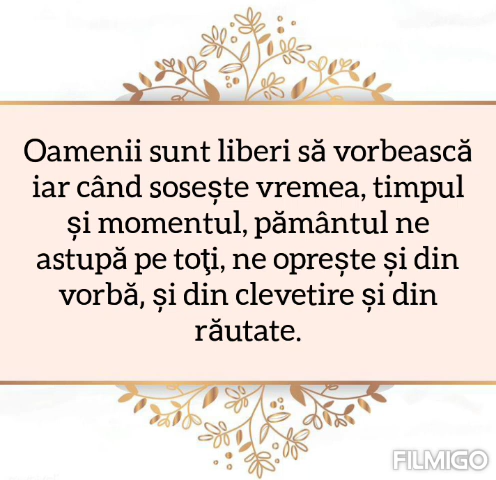 Oamenii sunt liberi să vorbească
iar când sosește vremea, timpul
și momentul, pământul ne
astupă pe toţi, ne oprește și din
vorbă, și din clevetire și din
răutate.
FILMIGO